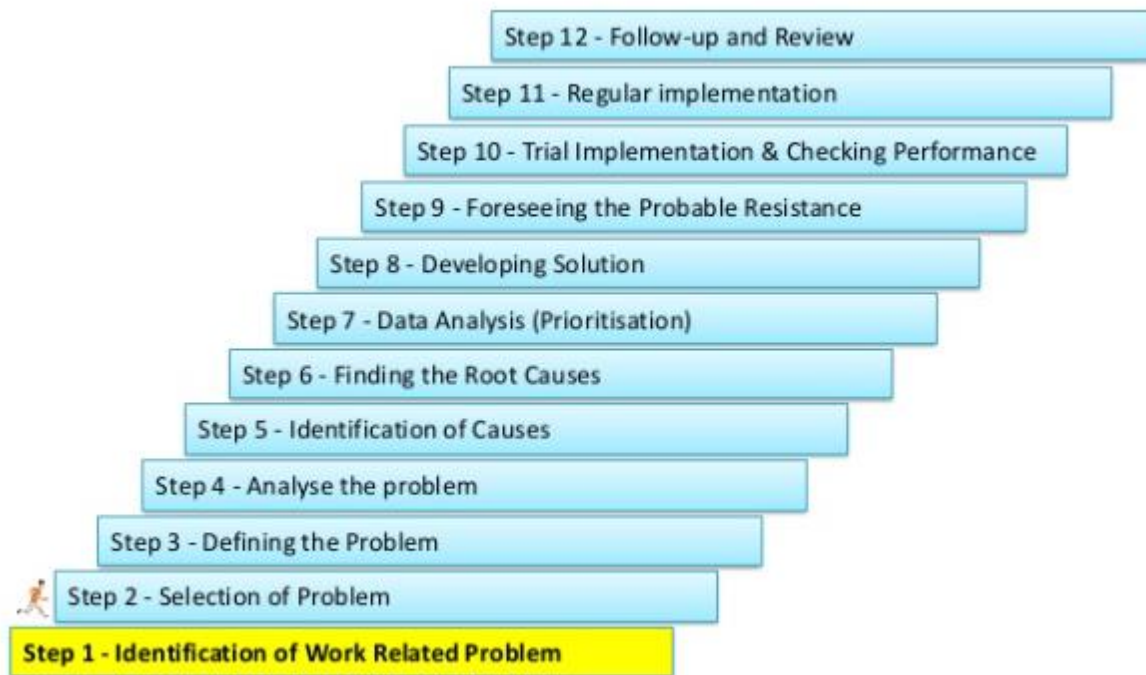 Step 12 - Follow-up and Review
Step 11 - Regular implementation
Step 10 - Trial Implementation & Checking Performance
Step 9 - Foreseeing the Probable Resistance
Step 8 - Developing Solution
Step 7 - Data Analysis (Prioritisation)
Step 6 - Finding the Root Causes
Step 5 - Identification of Causes
Step 4 - Analyse the problem
Step 3 - Defining the Problem
Step 2 - Selection of Problem
Step 1 - Identification of Work Related Problem